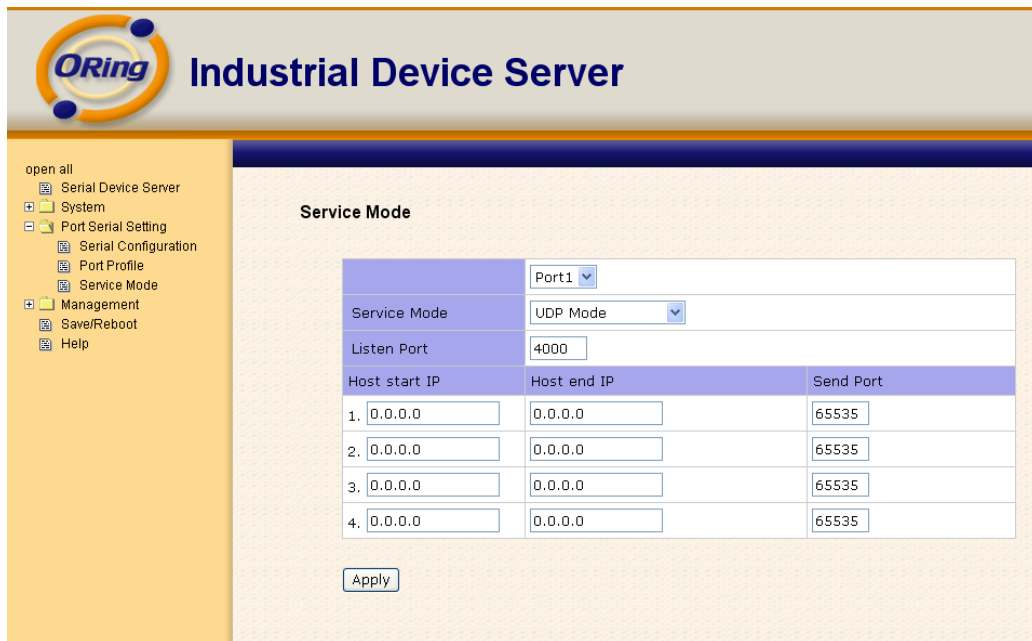 ORing
Industrial Device Server
open all
Serial Device Server
System
Port Serial Setting
Serial Configuration
Port Profile
Service Mode
Management
Save/Reboot
Help
Service Mode
Port1
Service Mode UDP Mode
Listen Port 4000
Host start IP Host end IP Send Port
1. 0.0.0.0 0.0.0.0 65535
2. 0.0.0.0 0.0.0.0 65535
3. 0.0.0.0 0.0.0.0 65535
4. 0.0.0.0 0.0.0.0 65535
Apply